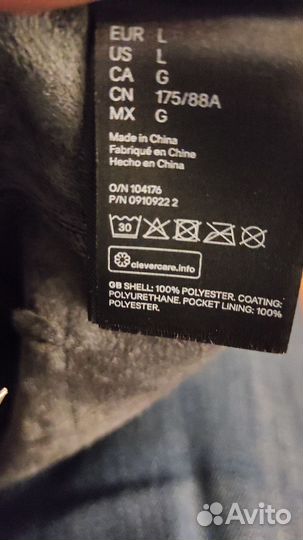 EUR L
US L
CA G
CN 175/88A
MX G
Made in China
Fabriqué en Chine
Hecho en China
O/N 104176
P/N 0910922 2
30
clevercare.info
GB SHELL: 100% POLYESTER. COATING:
POLYURETHANE. POCKET LINING: 100%
POLYESTER.
Avito